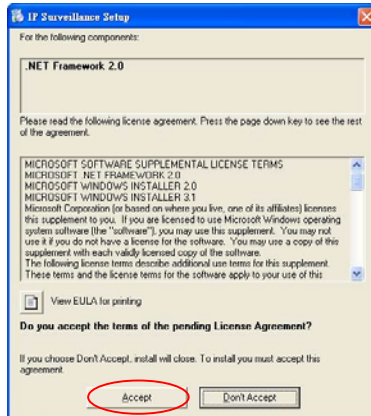 IP Surveillance Setup
For the following components:
.NET Framework 2.0
Please read the following license agreement. Press the page down key to see the rest
of the agreement.
MICROSOFT SOFTWARE SUPPLEMENTAL LICENSE TERMS
MICROSOFT .NET FRAMEWORK 2.0
MICROSOFT WINDOWS INSTALLER 2.0
MICROSOFT WINDOWS INSTALLER 3.1
Microsoft Corporation (or based on where you live, one of its affiliates) licenses
this supplement to you. If you are licensed to use Microsoft Windows operating
system software (the "software"), you may use this supplement. You may not
use it if you do not have a license for the software. You may use a copy of this
supplement with each validly licensed copy of the software.
The following license terms describe additional use terms for this supplement.
These terms and the license terms for the software apply to your use of this
View EULA for printing
Do you accept the terms of the pending License Agreement?
If you choose Don't Accept, install will close. To install you must accept this
agreement.
Accept
Don't Accept